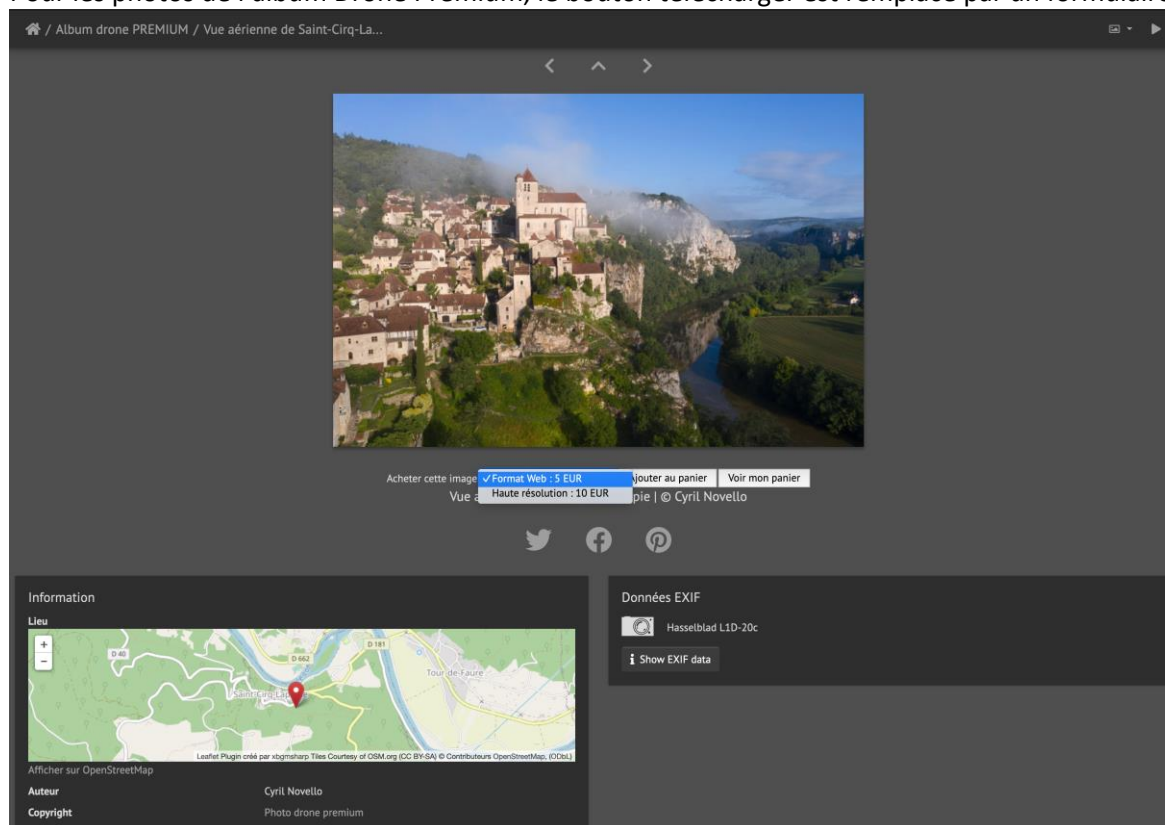 Pour les photos de l'album Drone Premium, le bouton télécharger est remplacé par un formulaire
/ Album drone PREMIUM / Vue aérienne de Saint-Cirq-La...
Acheter cette image ✓Format Web : 5 EUR jouter au panier Voir mon panier
Haute résolution : 10 EUR
Vue a pie | © Cyril Novello
Information
Lieu
+
-
D 40
D 662
D 181
Tour-de-Faure
Saint-Cirq-Lapopie
Leaflet Plugin créé par xbgmsharp Tiles Courtesy of OSM.org (CC BY-SA) © Contributeurs OpenStreetMap, (ODbL)
Afficher sur OpenStreetMap
Auteur Cyril Novello
Copyright Photo drone premium
Données EXIF
Hasselblad L1D-20c
Show EXIF data